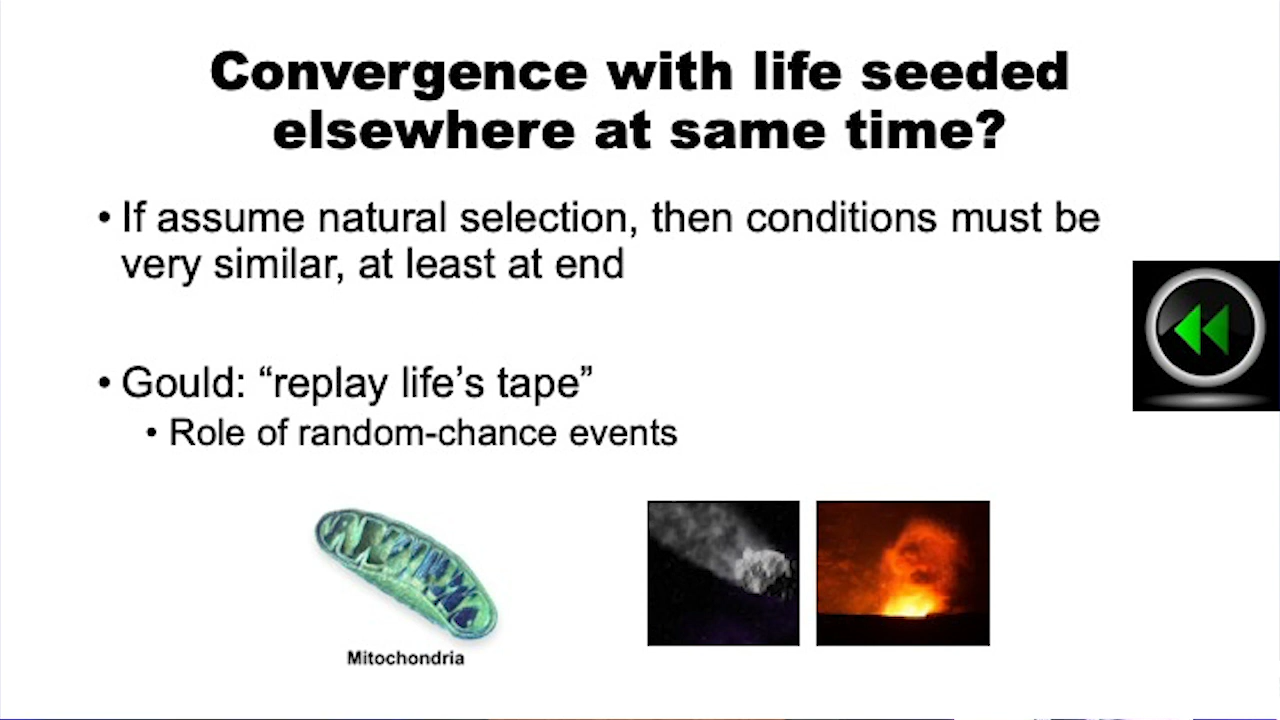 Convergence with life seeded
elsewhere at same time?
• If assume natural selection, then conditions must be
very similar, at least at end
• Gould: “replay life’s tape”
• Role of random-chance events
Mitochondria